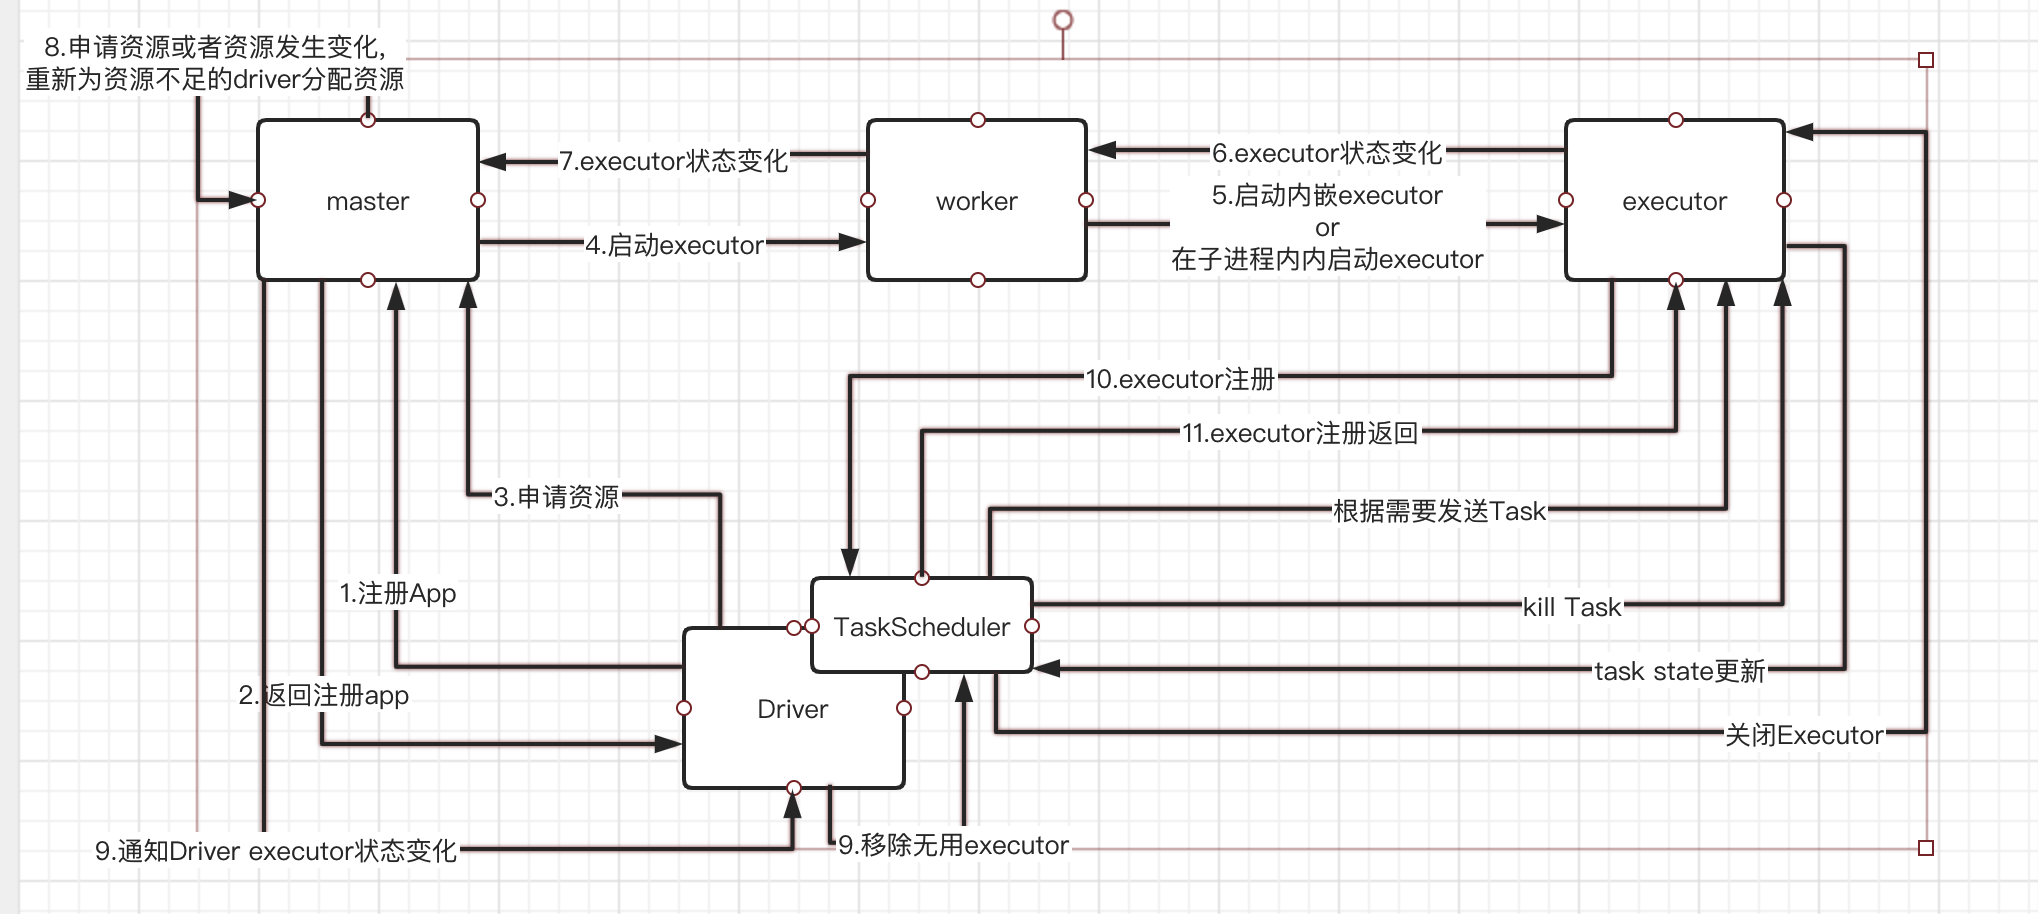 8.申请资源或者资源发生变化，
重新为资源不足的driver分配资源
master
7.executor状态变化
4.启动executor
worker
6.executor状态变化
5.启动内嵌executor
or
在子进程内内启动executor
executor
10.executor注册
11.executor注册返回
3.申请资源
根据需要发送Task
1.注册App
kill Task
TaskScheduler
task state更新
2.返回注册app
Driver
关闭Executor
9.通知Driver executor状态变化
9.移除无用executor